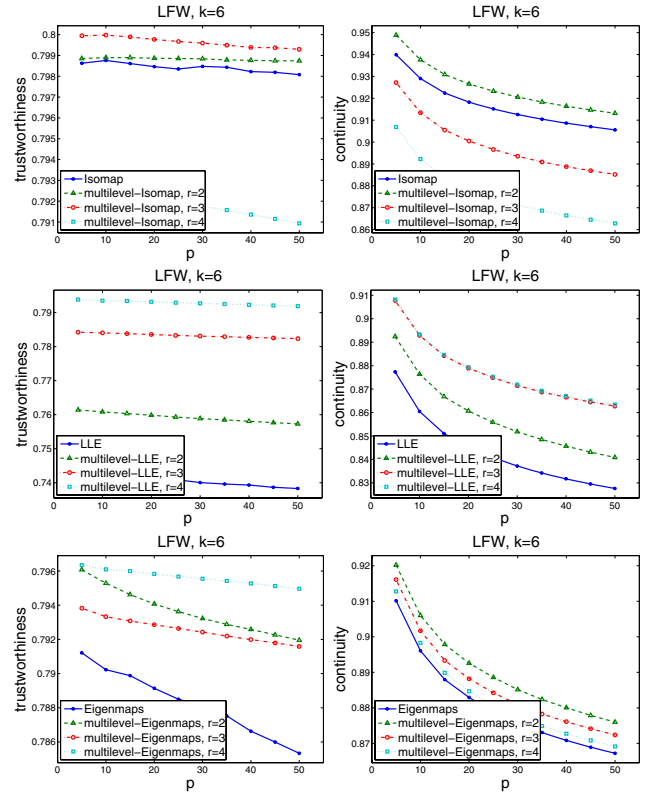 LFW, k=6
trustworthiness
0.8
0.799
0.798
0.797
0.796
0.795
0.794
0.793
0.792
0.791
Isomap
multilevel-Isomap, r=2
multilevel-Isomap, r=3
multilevel-Isomap, r=4
0 10 20 30 40 50
p
LFW, k=6
continuity
0.95
0.94
0.93
0.92
0.91
0.9
0.89
0.88
0.87
0.86
Isomap
multilevel-Isomap, r=2
multilevel-Isomap, r=3
multilevel-Isomap, r=4
0 10 20 30 40 50
p
LFW, k=6
trustworthiness
0.79
0.78
0.77
0.76
0.75
0.74
LLE
multilevel-LLE, r=2
multilevel-LLE, r=3
multilevel-LLE, r=4
0 10 20 30 40 50
p
LFW, k=6
continuity
0.91
0.9
0.89
0.88
0.87
0.86
0.85
0.84
0.83
LLE
multilevel-LLE, r=2
multilevel-LLE, r=3
multilevel-LLE, r=4
0 10 20 30 40 50
p
LFW, k=6
trustworthiness
0.796
0.794
0.792
0.79
0.788
0.786
Eigenmaps
multilevel-Eigenmaps, r=2
multilevel-Eigenmaps, r=3
multilevel-Eigenmaps, r=4
0 10 20 30 40 50
p
LFW, k=6
continuity
0.92
0.91
0.9
0.89
0.88
0.87
Eigenmaps
multilevel-Eigenmaps, r=2
multilevel-Eigenmaps, r=3
multilevel-Eigenmaps, r=4
0 10 20 30 40 50
p